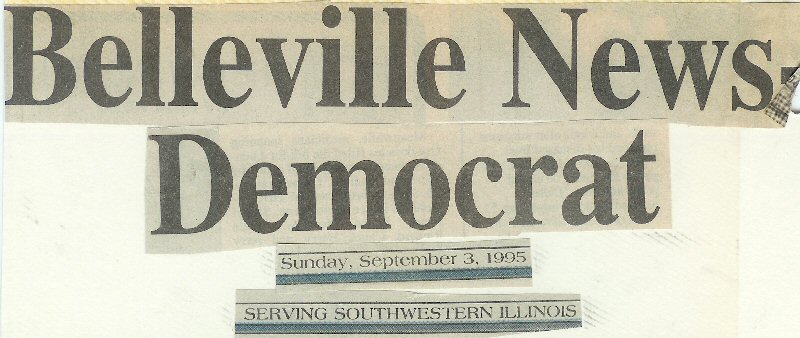 Belleville News-
Democrat
Sunday, September 3, 1995
SERVING SOUTHWESTERN ILLINOIS